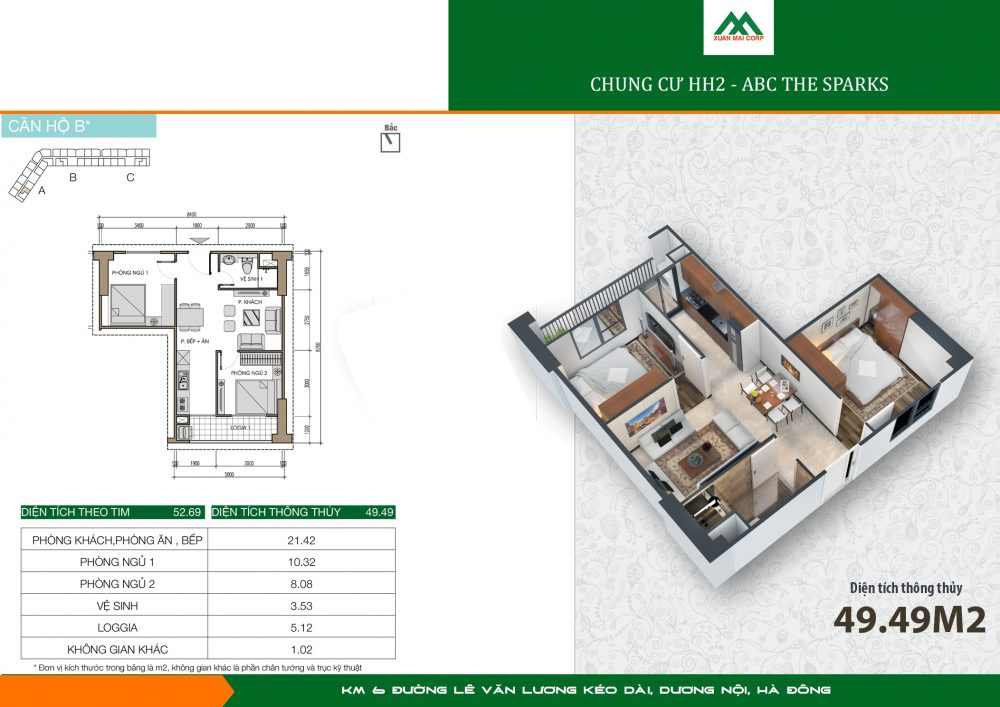 XUAN MAI CORP
CHUNG CƯ HH2 - ABC THE SPARKS
CĂN HỘ B*
Bắc
A
B
C
8400
3400
1900
2900
PHÒNG NGỦ 1
VỆ SINH 1
P. KHÁCH
P. BẾP + ĂN
PHÒNG NGỦ 2
LOGGIA 1
1950
2750
3000
1200
8700
1900
3000
5000
DIỆN TÍCH THEO TIM 52.69 DIỆN TÍCH THÔNG THỦY 49.49
PHÒNG KHÁCH,PHÒNG ĂN , BẾP 21.42
PHÒNG NGỦ 1 10.32
PHÒNG NGỦ 2 8.08
VỆ SINH 3.53
LOGGIA 5.12
KHÔNG GIAN KHÁC 1.02
* Đơn vị kích thước trong bảng là m2, không gian khác là phần chân tường và trục kỹ thuật
Diện tích thông thủy
49.49M2
KM 6 ĐƯỜNG LÊ VĂN LƯƠNG KÉO DÀI, DƯƠNG NỘI, HÀ ĐÔNG